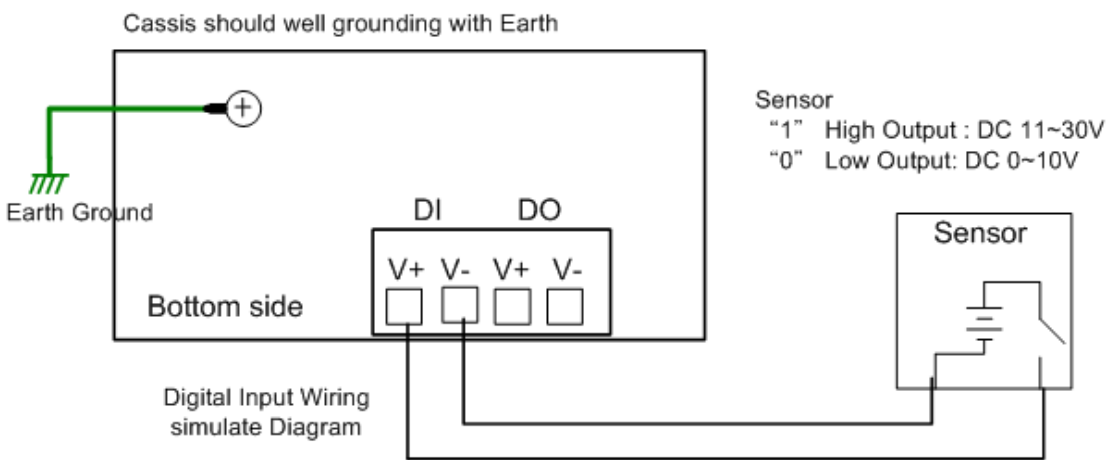 Cassis should well grounding with Earth
Sensor
“1” High Output : DC 11~30V
“0” Low Output: DC 0~10V
Earth Ground
DI DO
V+ V- V+ V-
Bottom side
Sensor
Digital Input Wiring
simulate Diagram